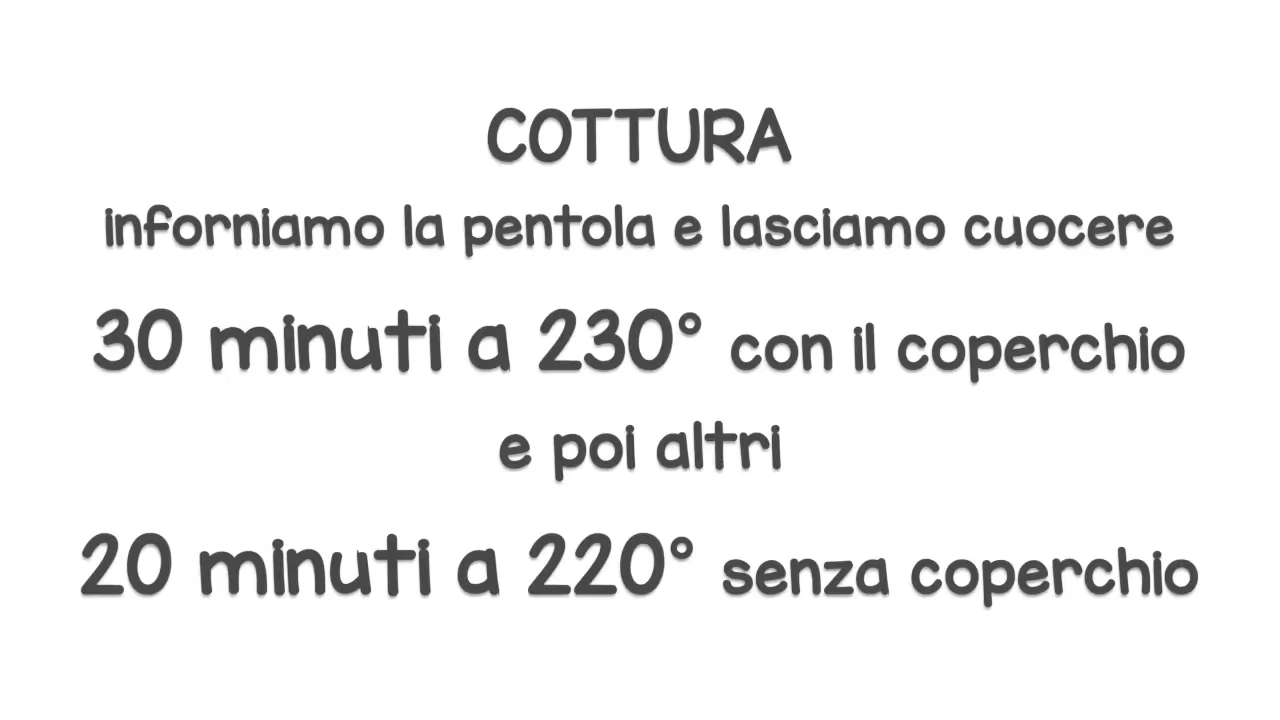 COTTURA
inforniamo la pentola e lasciamo cuocere
30 minuti a 230° con il coperchio
e poi altri
20 minuti a 220° senza coperchio